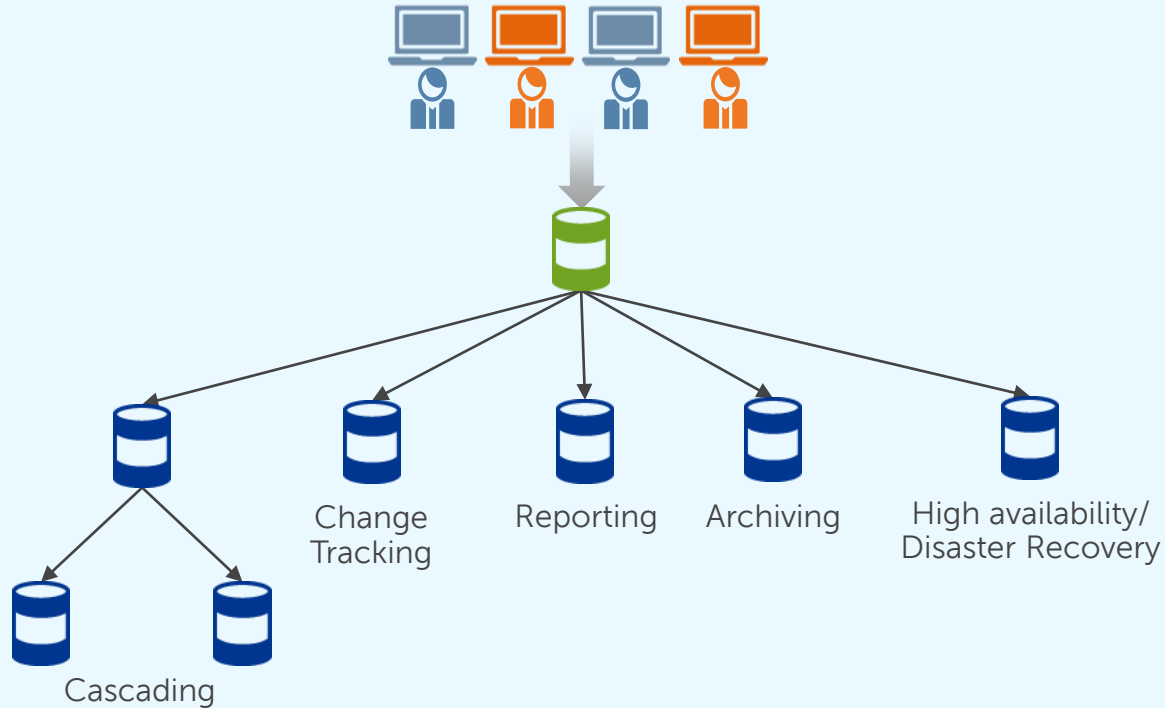 Change
Tracking
Reporting
Archiving
High availability/
Disaster Recovery
Cascading